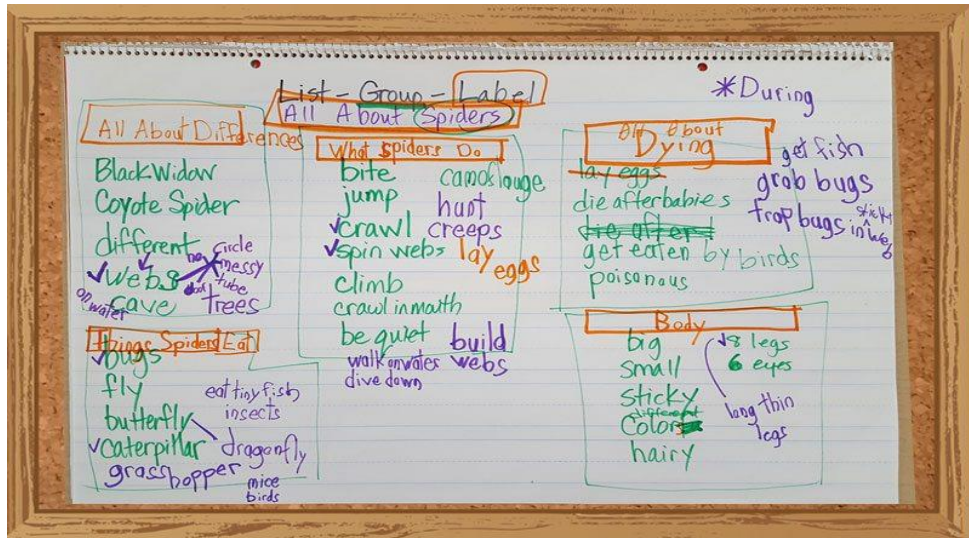 List - Group - Label
All About Spiders
*During
All About Differences
Black Widow
Coyote Spider
different
webs
circle
messy
tube
trees
on water
cave
Things Spiders Eat
bugs
fly
butterfly
caterpillar
grasshopper
eat tiny fish
insects
dragonfly
mice
birds
What Spiders Do
bite
jump
crawl
spin webs
climb
crawl in mouth
be quiet
walk on water
dive down
camoflouge
hunt
creeps
lay eggs
build
webs
All About
Dying
lay eggs
die after babies
die after
get eaten by birds
poisonous
get fish
grab bugs
trap bugs in sticky web
Body
big
small
sticky
different
Colors
hairy
8 legs
6 eyes
long thin
legs